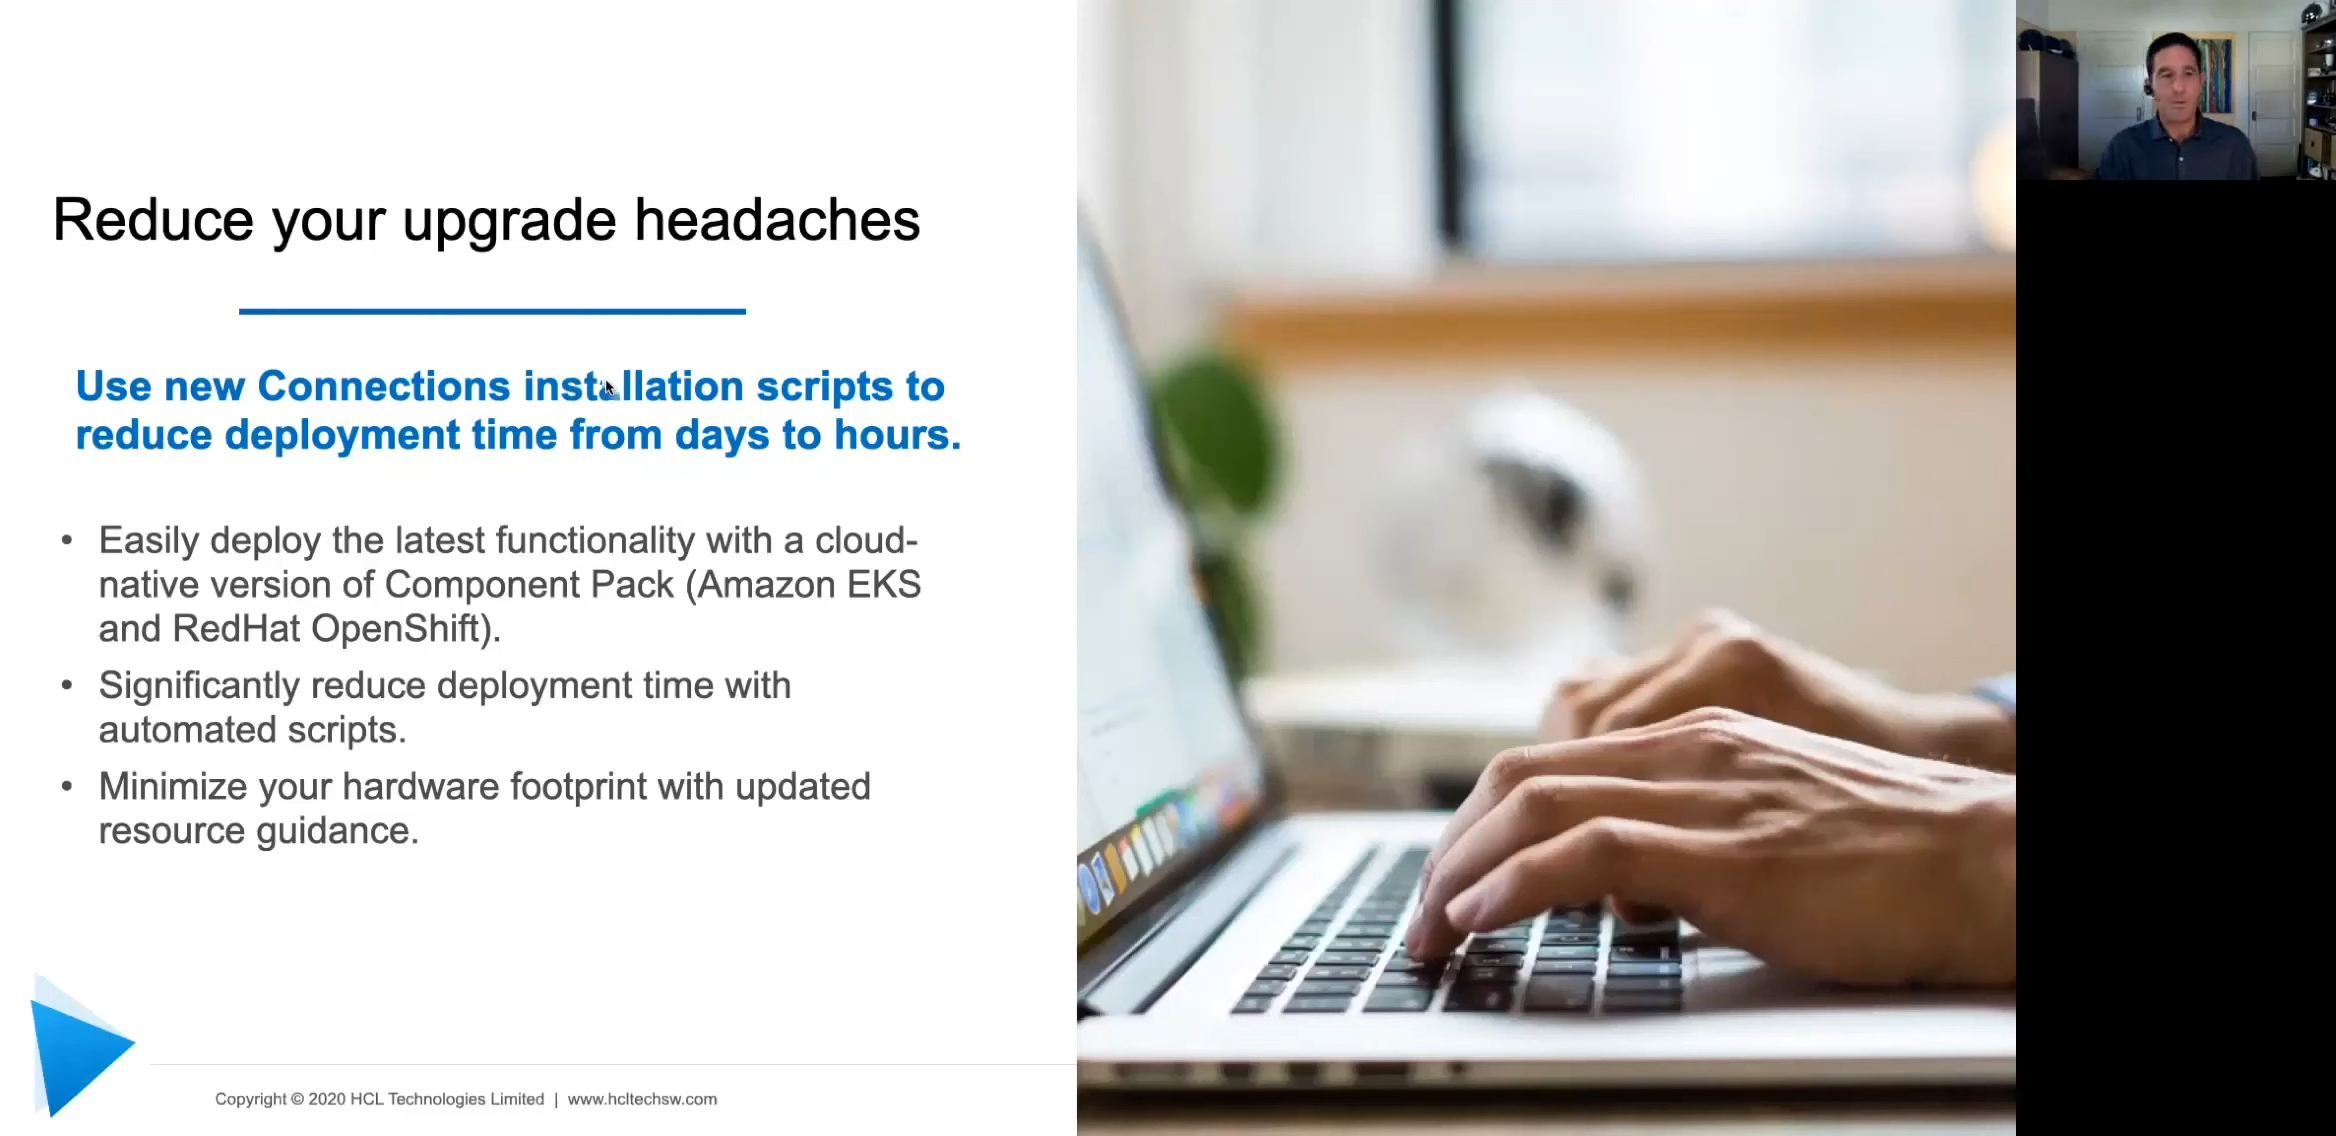 Reduce your upgrade headaches
Use new Connections installation scripts to
reduce deployment time from days to hours.
• Easily deploy the latest functionality with a cloud-
native version of Component Pack (Amazon EKS
and RedHat OpenShift).
• Significantly reduce deployment time with
automated scripts.
• Minimize your hardware footprint with updated
resource guidance.
Copyright © 2020 HCL Technologies Limited | www.hcltechsw.com